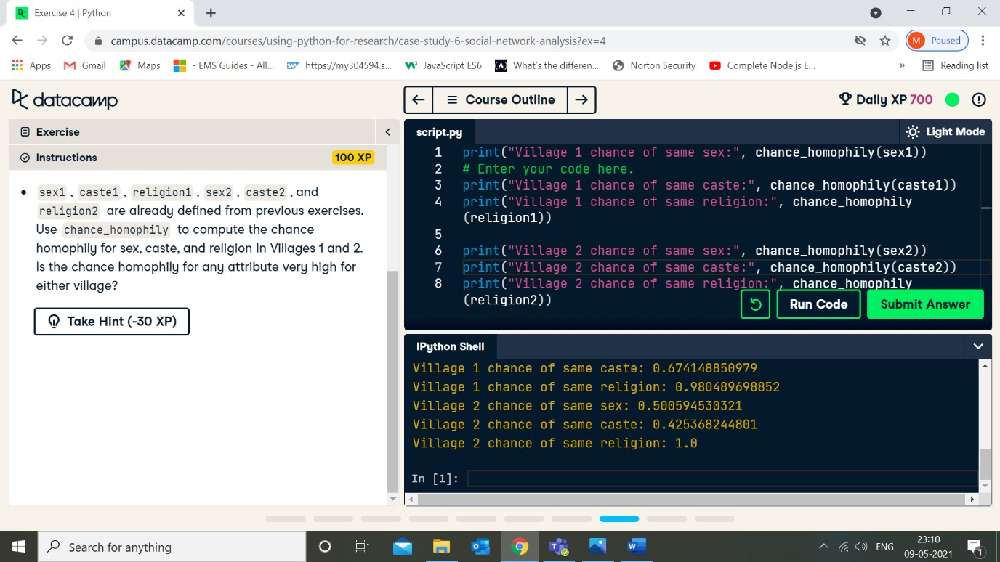 Exercise 4 | Python
campus.datacamp.com/courses/using-python-for-research/case-study-6-social-network-analysis?ex=4
M Paused
Apps
Gmail
Maps
- EMS Guides - All...
SAP https://my304594.s...
JavaScript ES6
(A) What's the differen...
Norton Security
Complete Node.js E...
»
Reading list
datacamp
Course Outline
Daily XP 700
Exercise
Instructions
100 XP
• sex1 , caste1 , religion1 , sex2 , caste2 , and
religion2 are already defined from previous exercises.
Use chance_homophily to compute the chance
homophily for sex, caste, and religion In Villages 1 and 2.
Is the chance homophily for any attribute very high for
either village?
Take Hint (-30 XP)
script.py
Light Mode
1 print("Village 1 chance of same sex:", chance_homophily(sex1))
2 # Enter your code here.
3 print("Village 1 chance of same caste:", chance_homophily(caste1))
4 print("Village 1 chance of same religion:", chance_homophily
(religion1))
5
6 print("Village 2 chance of same sex:", chance_homophily(sex2))
7 print("Village 2 chance of same caste:", chance_homophily(caste2))
8 print("Village 2 chance of same religion:", chance_homophily
(religion2))
Run Code
Submit Answer
IPython Shell
Village 1 chance of same caste: 0.674148850979
Village 1 chance of same religion: 0.980489698852
Village 2 chance of same sex: 0.500594530321
Village 2 chance of same caste: 0.425368244801
Village 2 chance of same religion: 1.0
In [1]:
Search for anything
ENG
23:10
09-05-2021
1